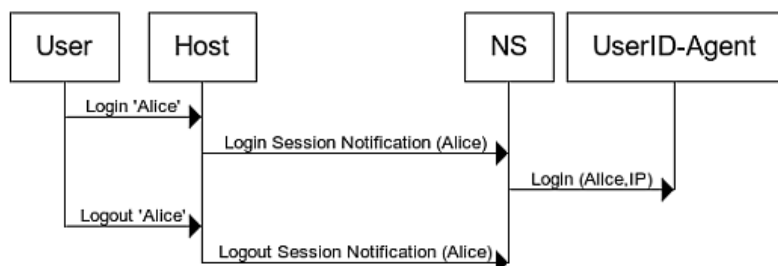 User
Host
NS
UserID-Agent
Login 'Alice'
Login Session Notification (Alice)
Login (Alice,IP)
Logout 'Alice'
Logout Session Notification (Alice)